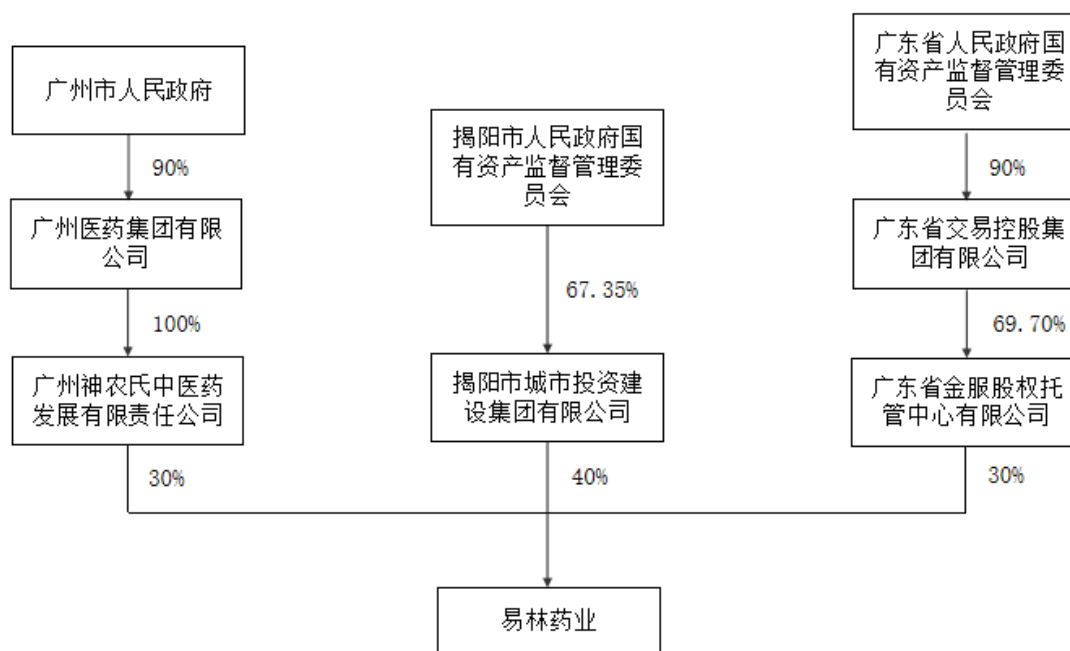 广州市人民政府
90%
广州医药集团有限
公司
100%
广州神农氏中医药
发展有限责任公司
30%
揭阳市人民政府国
有资产监督管理委
员会
67.35%
揭阳市城市投资建
设集团有限公司
40%
广东省人民政府国
有资产监督管理委
员会
90%
广东省交易控股集
团有限公司
69.70%
广东省金服股权托
管中心有限公司
30%
易林药业